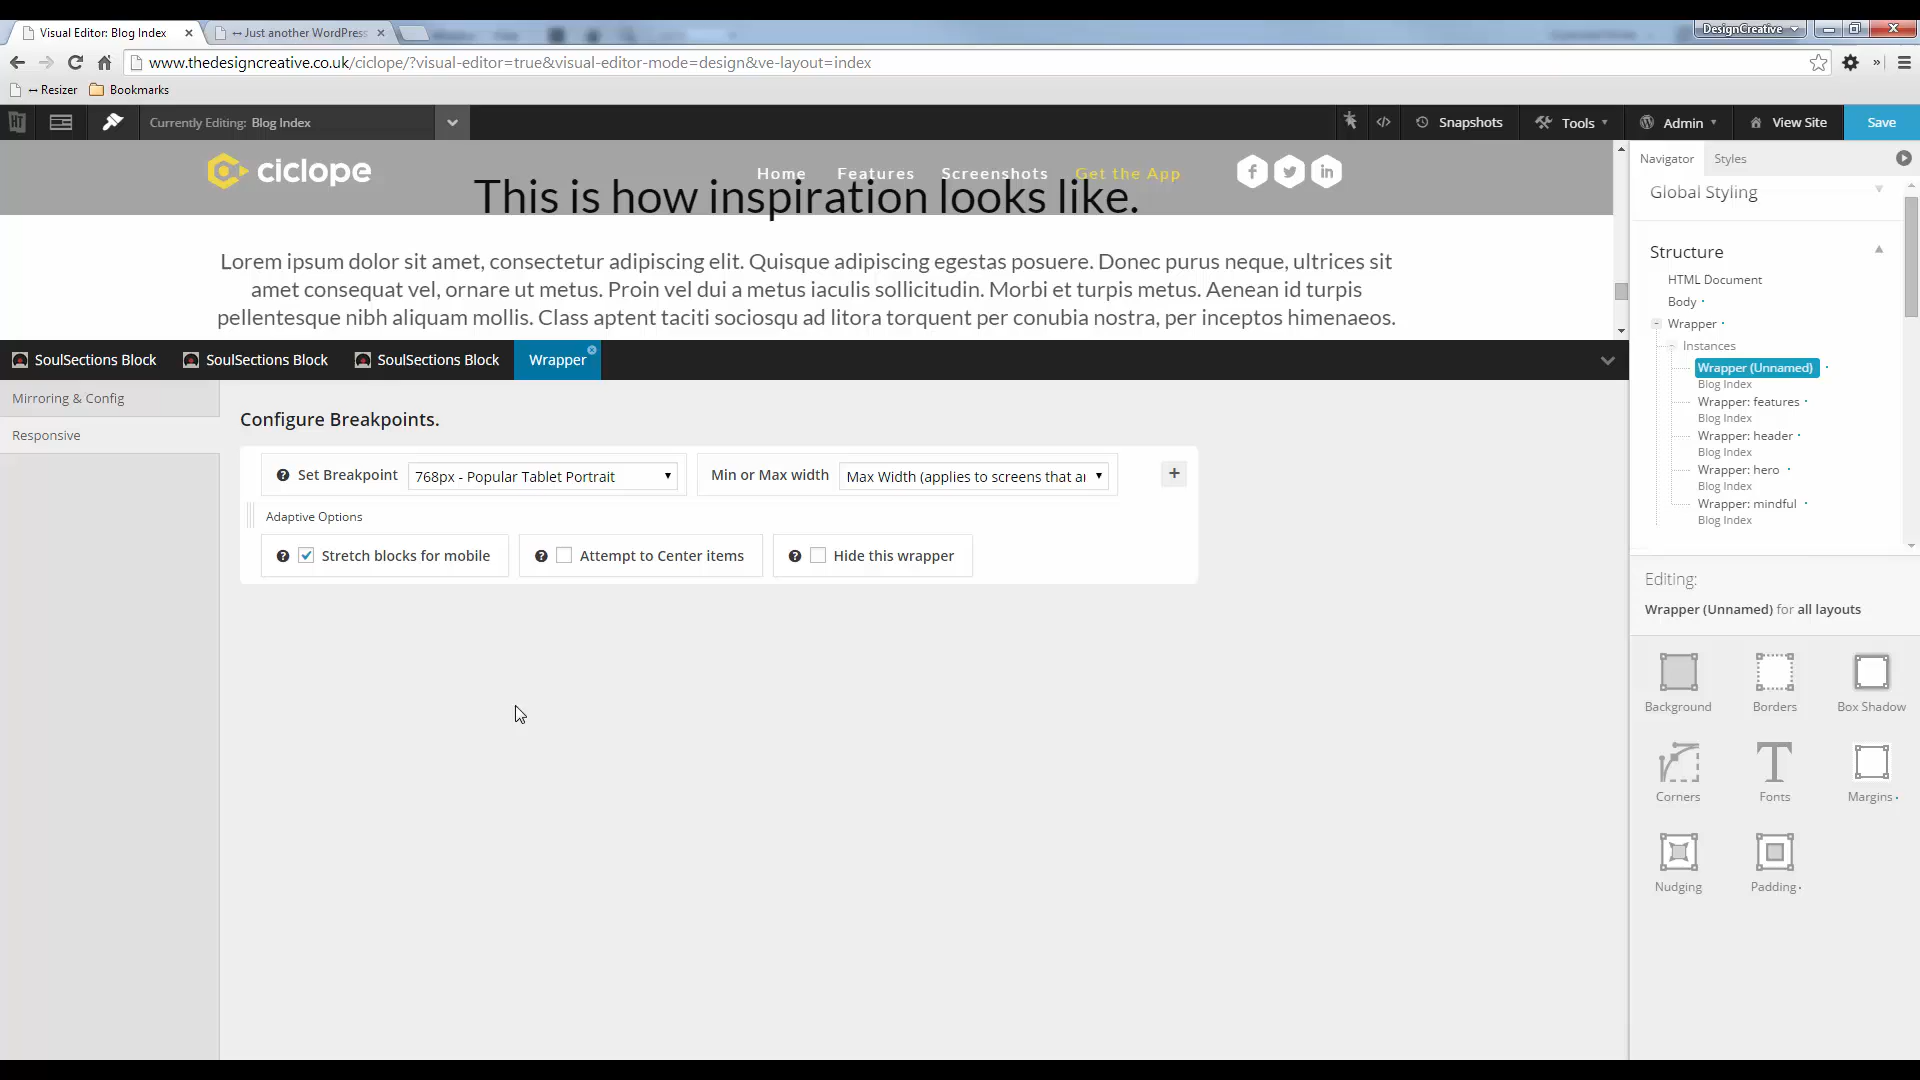 Visual Editor: Blog Index
↔ Just another WordPress
DesignCreative
www.thedesigncreative.co.uk/ciclope/?visual-editor=true&visual-editor-mode=design&ve-layout=index
↔ Resizer
Bookmarks
HT
Currently Editing: Blog Index
Snapshots
Tools
Admin
View Site
Save
ciclope
Home
Features
Screenshots
Get the App
This is how inspiration looks like.
Lorem ipsum dolor sit amet, consectetur adipiscing elit. Quisque adipiscing egestas posuere. Donec purus neque, ultrices sit
amet consequat vel, ornare ut metus. Proin vel dui a metus iaculis sollicitudin. Morbi et turpis metus. Aenean id turpis
pellentesque nibh aliquam mollis. Class aptent taciti sociosqu ad litora torquent per conubia nostra, per inceptos himenaeos.
SoulSections Block
SoulSections Block
SoulSections Block
Wrapper
Mirroring & Config
Responsive
Configure Breakpoints.
Set Breakpoint
768px - Popular Tablet Portrait
Min or Max width
Max Width (applies to screens that ar
+
Adaptive Options
Stretch blocks for mobile
Attempt to Center items
Hide this wrapper
Navigator
Styles
Global Styling
Structure
HTML Document
Body
Wrapper
Instances
Wrapper (Unnamed)
Blog Index
Wrapper: features
Blog Index
Wrapper: header
Blog Index
Wrapper: hero
Blog Index
Wrapper: mindful
Blog Index
Editing:
Wrapper (Unnamed) for all layouts
Background
Borders
Box Shadow
Corners
Fonts
Margins
Nudging
Padding